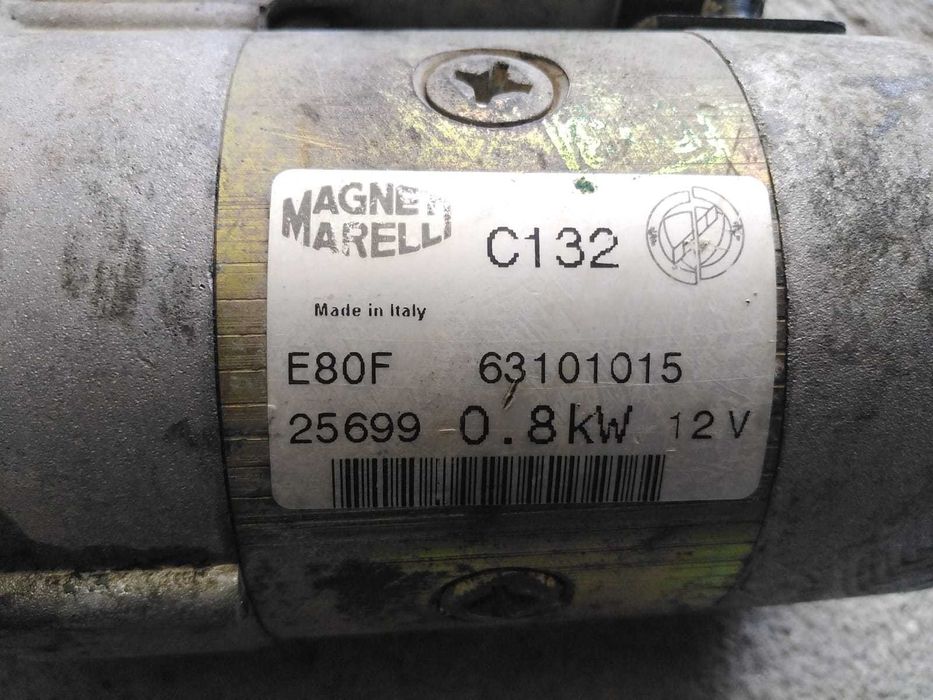 MAGNETI
MARELLI
C132
Made in Italy
E80F 63101015
25699 0.8kW 12V